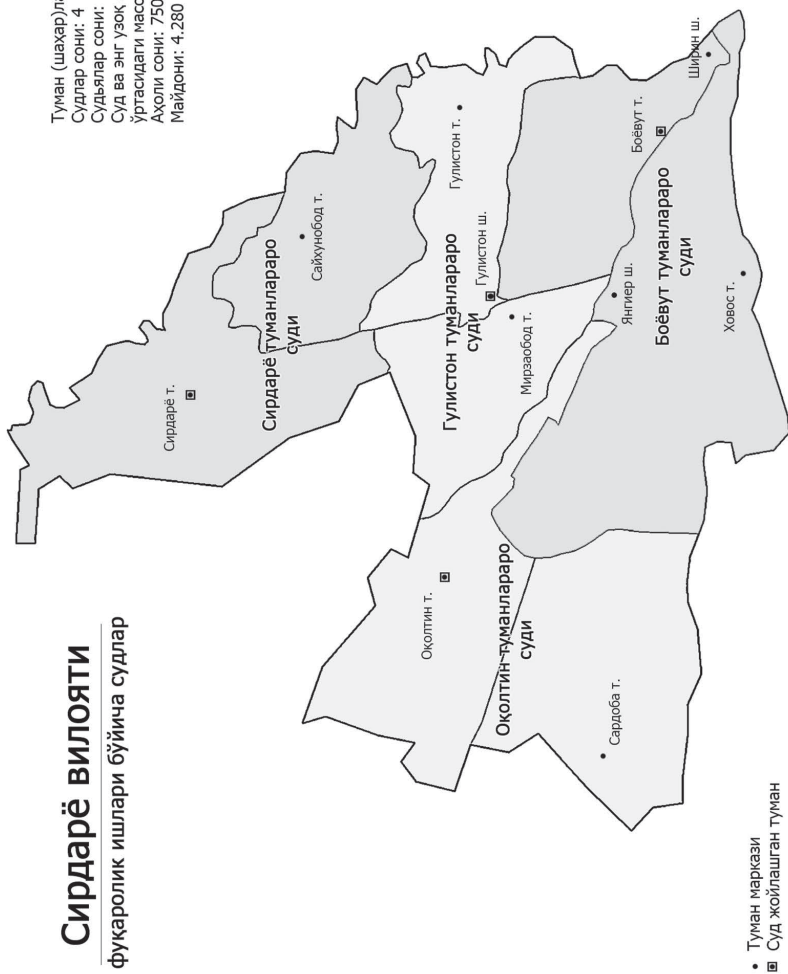 Сирдарё вилояти
фуқаролик ишлари бўйича судлар
Туман (шаҳар)
Судлар сони: 4
Судьялар сони:
Суд ва энг узоқ
ўртасидаги
Аҳоли сони: 750
Майдони: 4.280
Сирдарё т.
Сирдарё туманлараро
суди
Сайхунобод т.
Гулистон т.
Гулистон туманлараро
суди
Гулистон ш.
Мирзаобод т.
Оқолтин т.
Оқолтин туманлараро
суди
Сардоба т.
Боёвут т.
Ширин ш.
Янгиер ш.
Боёвут туманлараро
суди
Ховос т.
Туман маркази
Суд жойлашган туман